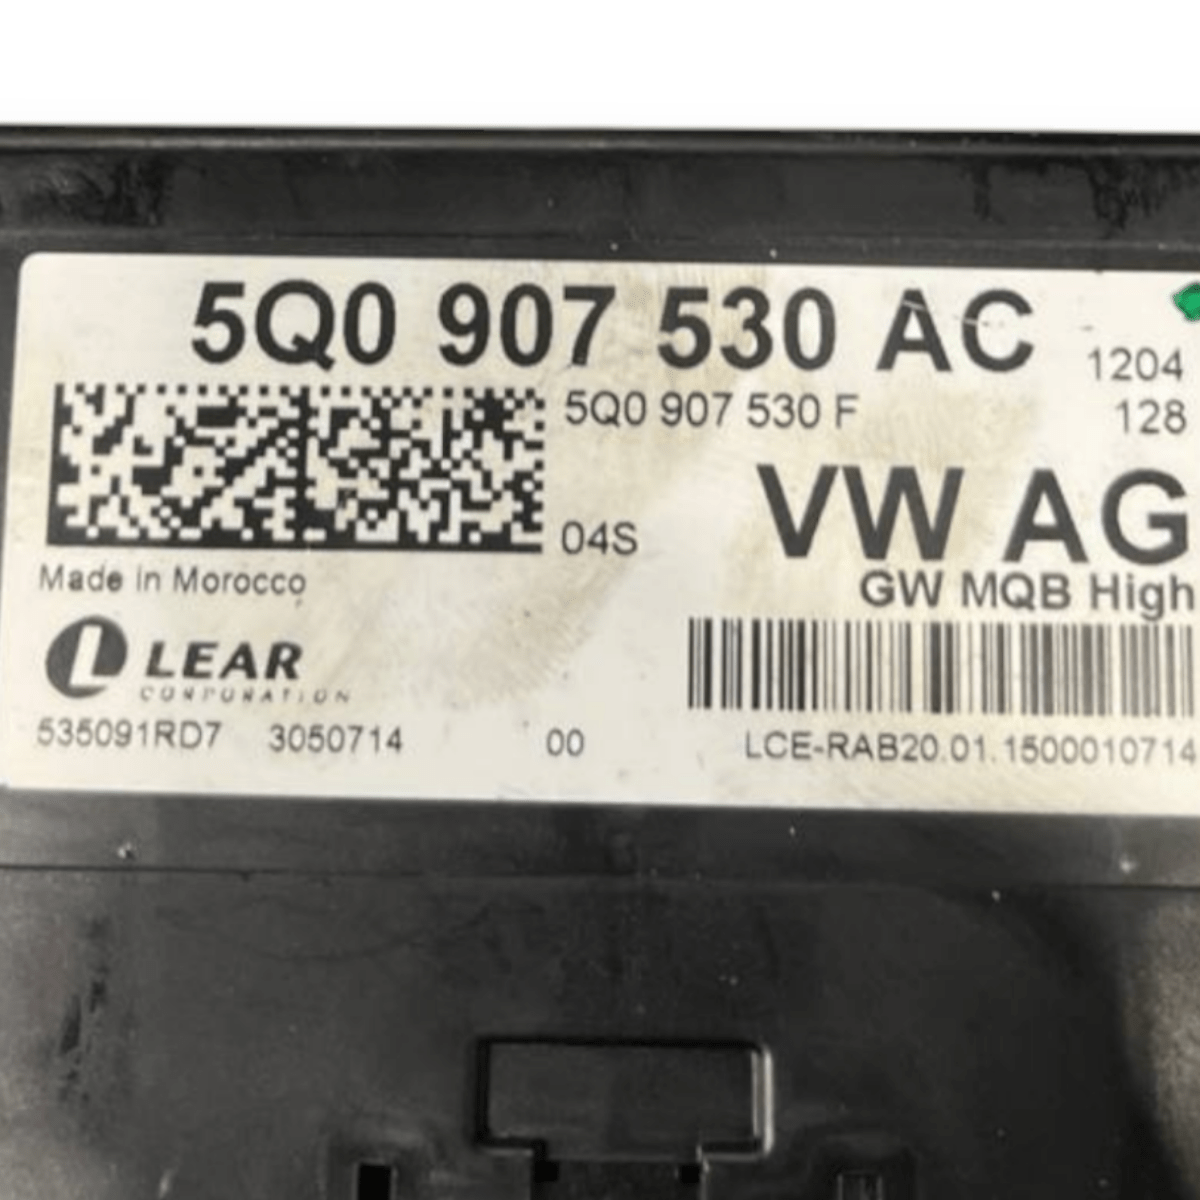 5Q0 907 530 AC
1204
5Q0 907 530 F
128
VW AG
04S
GW MQB High
Made in Morocco
LEAR
CORPORATION
535091RD7 3050714 00 LCE-RAB20.01.1500010714